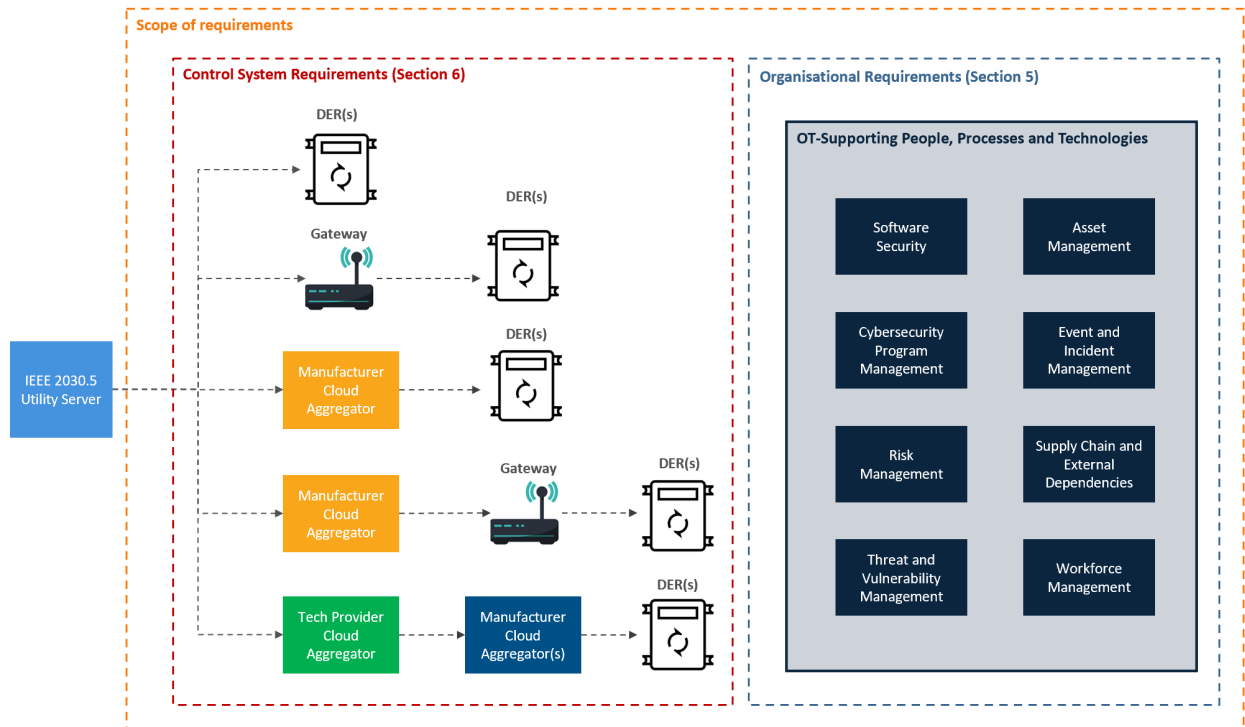 Scope of requirements
Control System Requirements (Section 6)
DER(s)
DER(s)
Gateway
DER(s)
IEEE 2030.5
Utility Server
Manufacturer
Cloud
Aggregator
Gateway
DER(s)
Manufacturer
Cloud
Aggregator
DER(s)
Tech Provider
Cloud
Aggregator
Manufacturer
Cloud
Aggregator(s)
Organisational Requirements (Section 5)
OT-Supporting People, Processes and Technologies
Software
Security
Asset
Management
Cybersecurity
Program
Management
Event and
Incident
Management
Risk
Management
Supply Chain and
External
Dependencies
Threat and
Vulnerability
Management
Workforce
Management